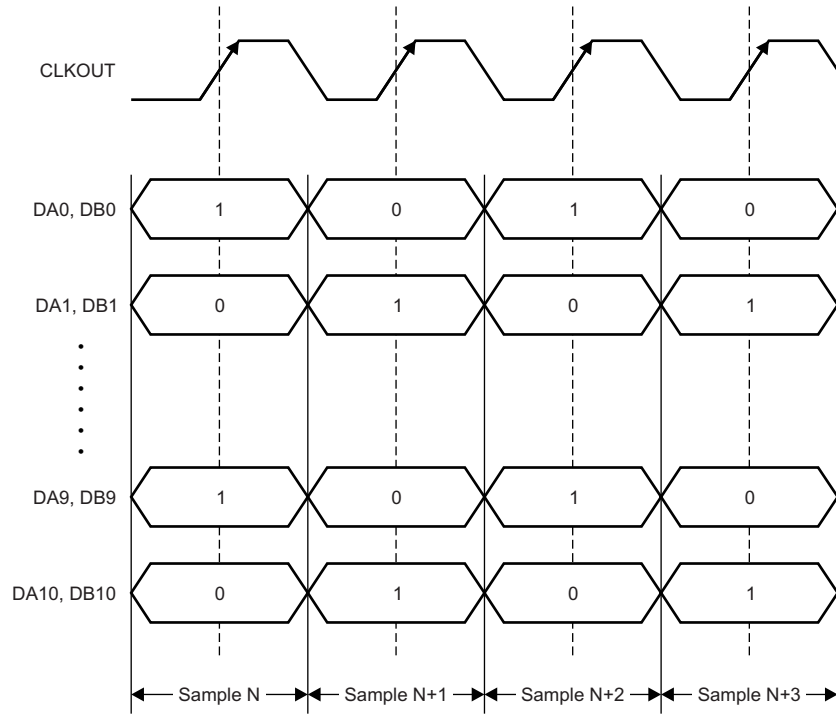 CLKOUT
DA0, DB0 1 0 1 0
DA1, DB1 0 1 0 1
DA9, DB9 1 0 1 0
DA10, DB10 0 1 0 1
Sample N Sample N+1 Sample N+2 Sample N+3